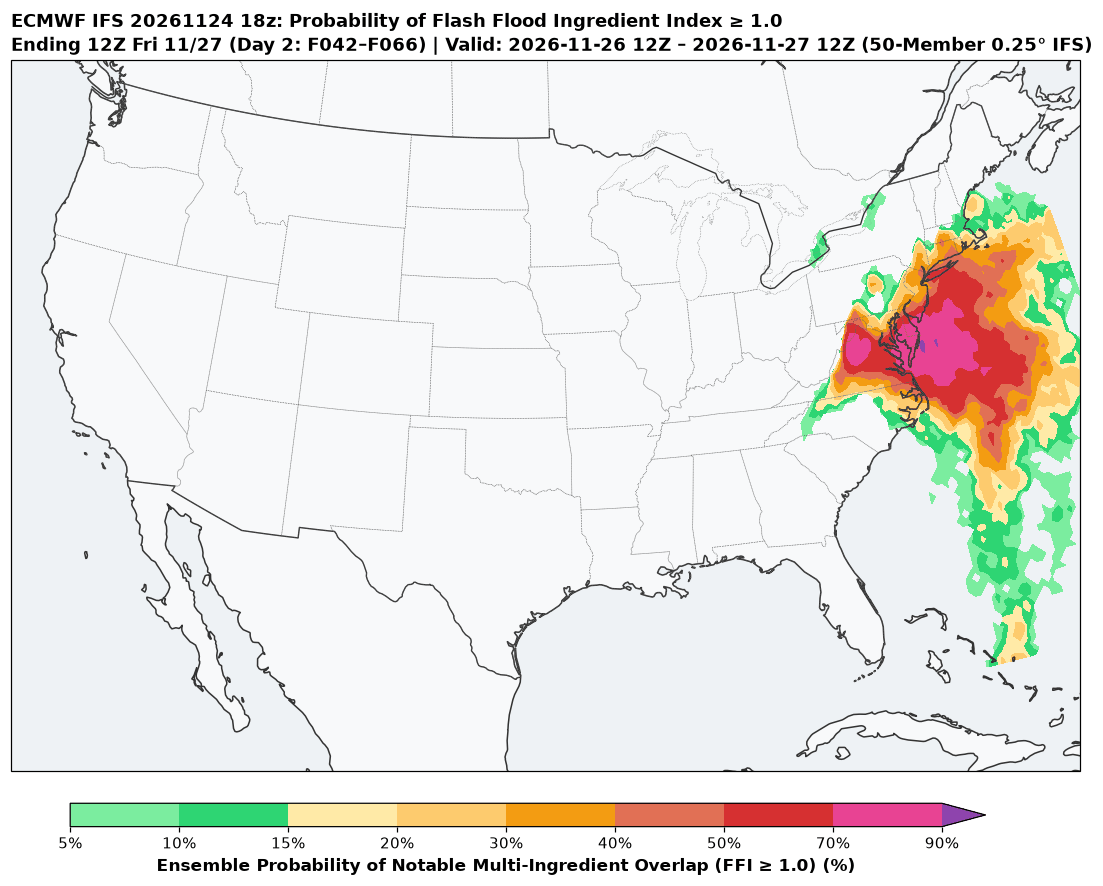 ECMWF IFS 20261124 18z: Probability of Flash Flood Ingredient Index ≥ 1.0
Ending 12Z Fri 11/27 (Day 2: F042–F066) | Valid: 2026-11-26 12Z – 2026-11-27 12Z (50-Member 0.25° IFS)
5% 10% 15% 20% 30% 40% 50% 70% 90%
Ensemble Probability of Notable Multi-Ingredient Overlap (FFI ≥ 1.0) (%)